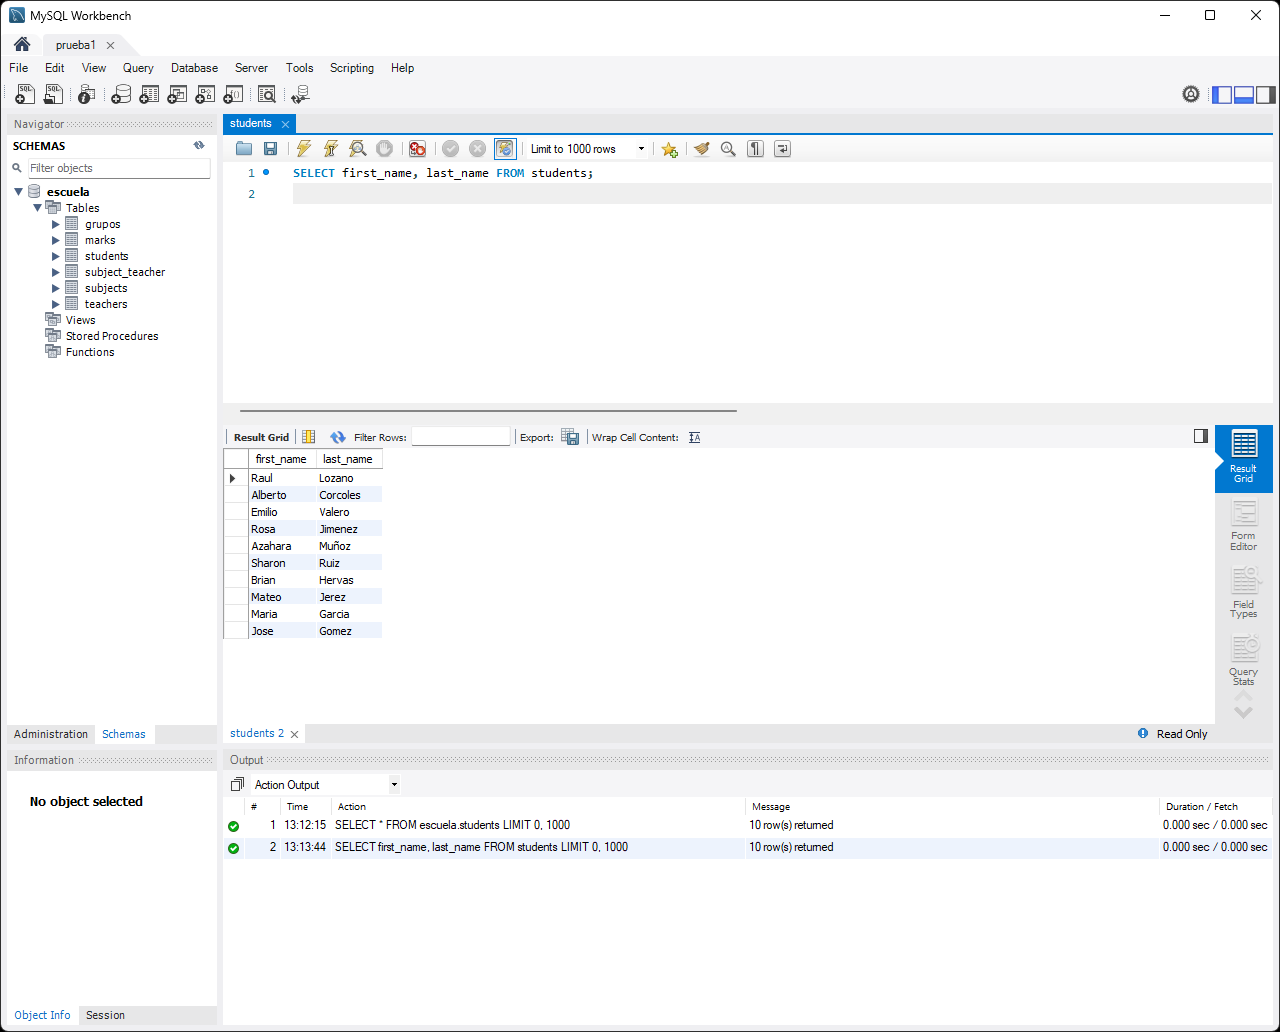 MySQL Workbench
prueba1
File Edit View Query Database Server Tools Scripting Help
Navigator
SCHEMAS
Filter objects
escuela
Tables
grupos
marks
students
subject_teacher
subjects
teachers
Views
Stored Procedures
Functions
Administration Schemas
Information
No object selected
Object Info Session
students
Limit to 1000 rows
1 SELECT first_name, last_name FROM students;
2
Result Grid Filter Rows: Export: Wrap Cell Content:
first_name last_name
Raul Lozano
Alberto Corcoles
Emilio Valero
Rosa Jimenez
Azahara Muñoz
Sharon Ruiz
Brian Hervas
Mateo Jerez
Maria Garcia
Jose Gomez
Result
Grid
Form
Editor
Field
Types
Query
Stats
students 2
Read Only
Output
Action Output
# Time Action Message Duration / Fetch
1 13:12:15 SELECT * FROM escuela.students LIMIT 0, 1000 10 row(s) returned 0.000 sec / 0.000 sec
2 13:13:44 SELECT first_name, last_name FROM students LIMIT 0, 1000 10 row(s) returned 0.000 sec / 0.000 sec